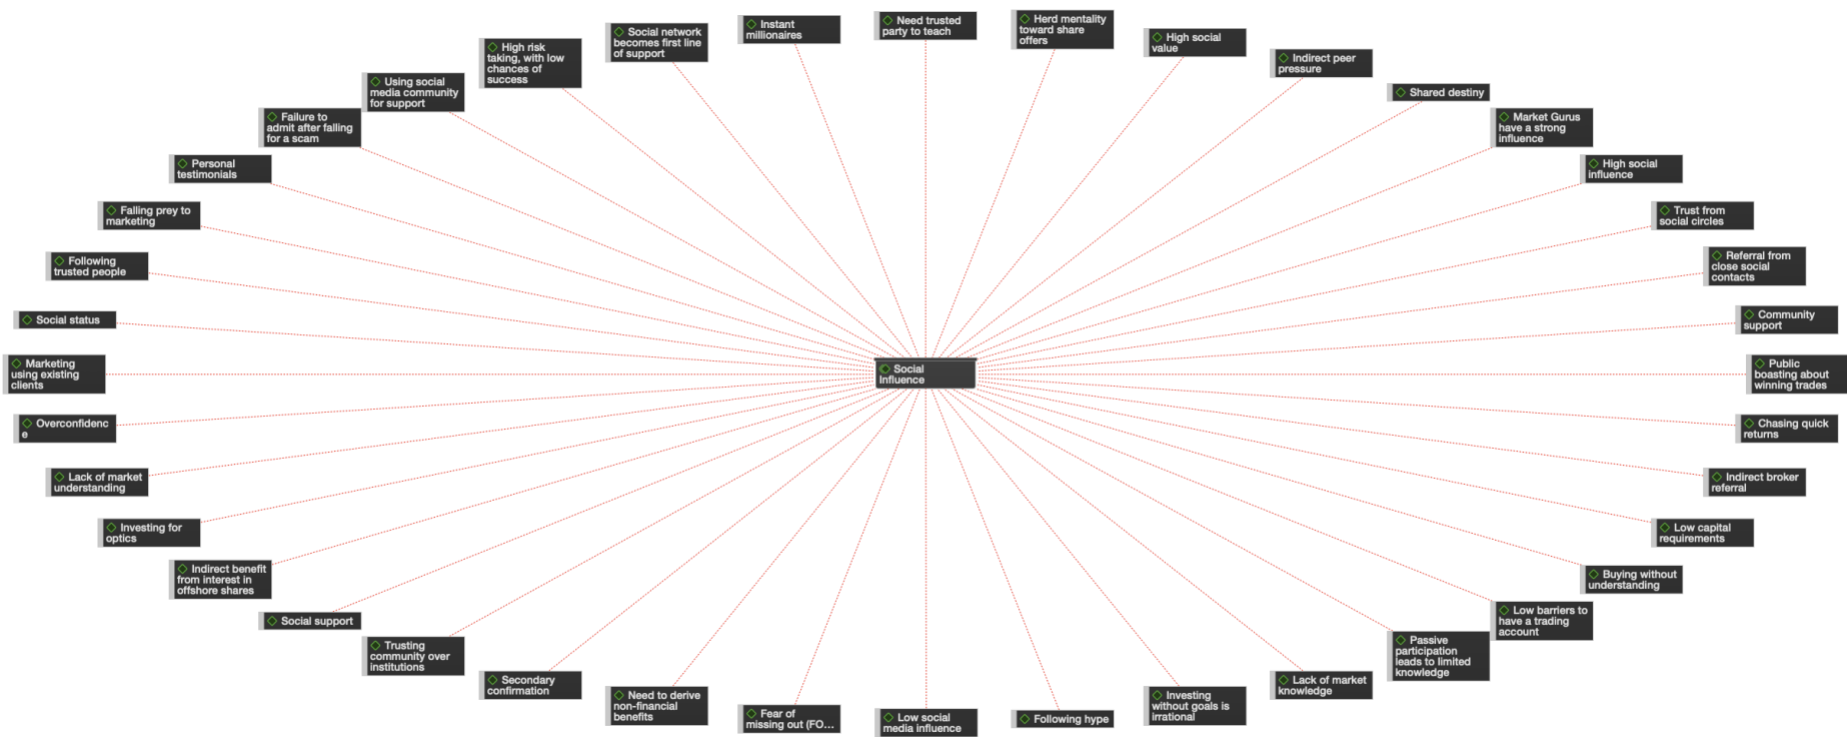 Instant
millionaires
Need trusted
party to teach
Herd mentality
toward share
offers
Social network
becomes first line
of support
High social
value
High risk
taking, with low
chances of
success
Indirect peer
pressure
Using social
media community
for support
Shared destiny
Failure to
admit after falling
for a scam
Market Gurus
have a strong
influence
Personal
testimonials
High social
influence
Falling prey to
marketing
Trust from
social circles
Following
trusted people
Referral from
close social
contacts
Social status
Community
support
Marketing
using existing
clients
Social
Influence
Public
boasting about
winning trades
Overconfidenc
e
Chasing quick
returns
Lack of market
understanding
Indirect broker
referral
Investing for
optics
Low capital
requirements
Indirect benefit
from interest in
offshore shares
Buying without
understanding
Social support
Low barriers to
have a trading
account
Trusting
community over
institutions
Passive
participation
leads to limited
knowledge
Secondary
confirmation
Lack of market
knowledge
Need to derive
non-financial
benefits
Investing
without goals is
irrational
Fear of
missing out (FO...
Low social
media influence
Following hype